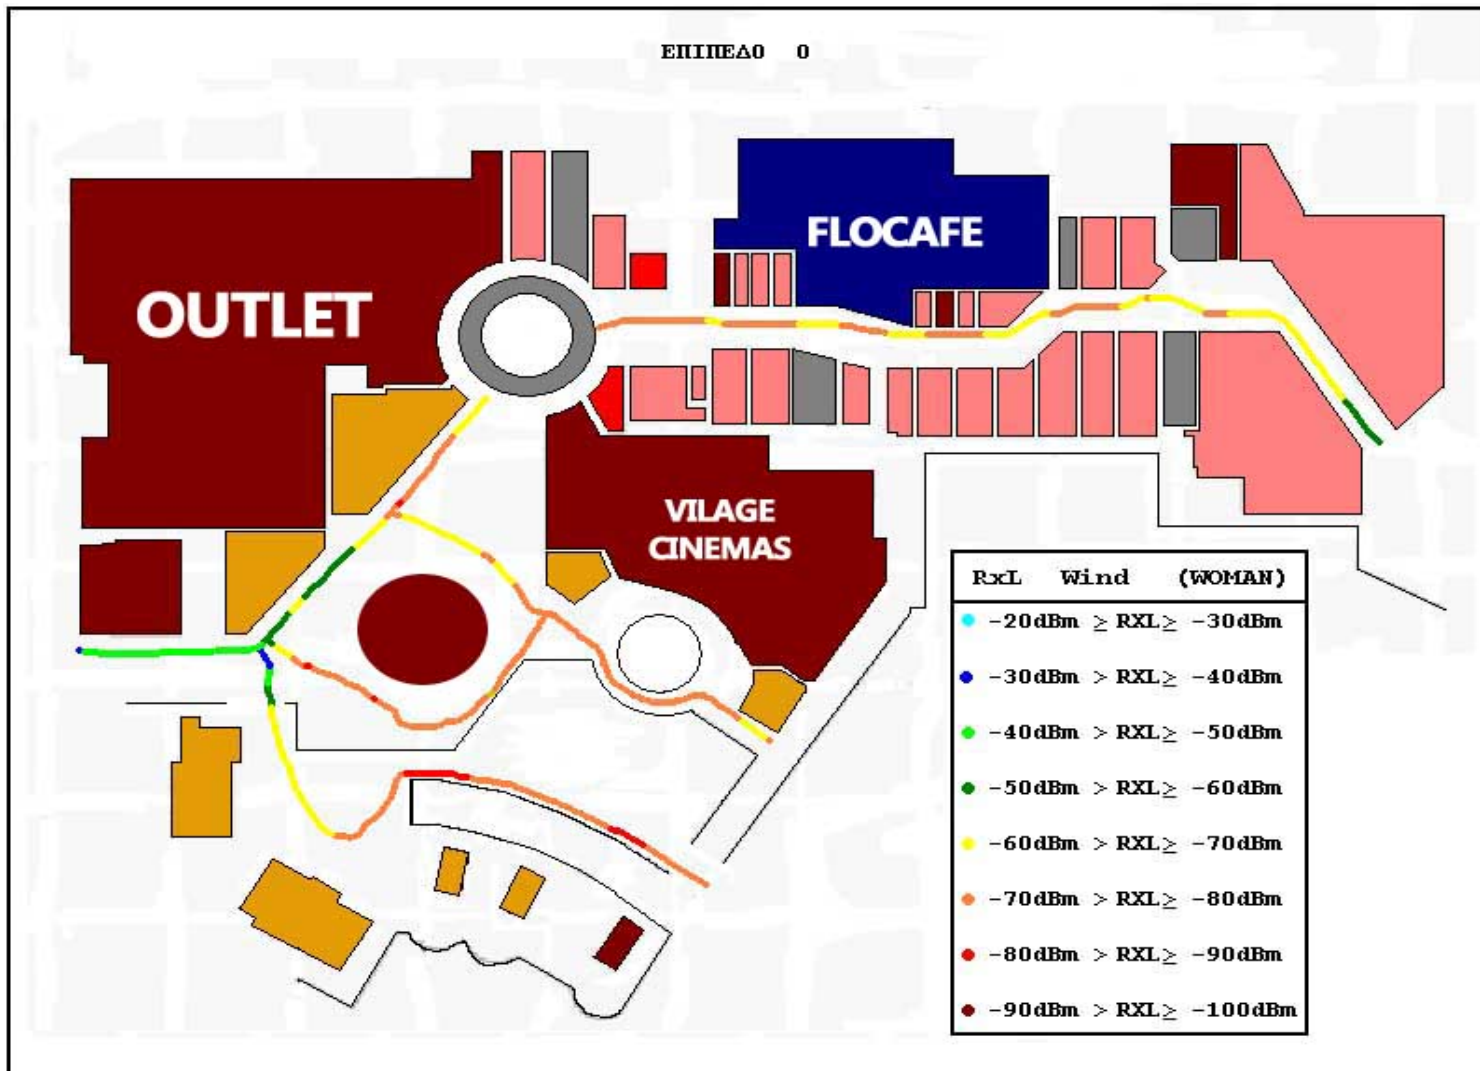 ΕΠΙΠΕΔΟ 0
FLOCAFE
OUTLET
VILAGE
CINEMAS
RxL Wind (WOMAN)
-20dBm ≥ RXL ≥ -30dBm
-30dBm > RXL ≥ -40dBm
-40dBm > RXL ≥ -50dBm
-50dBm > RXL ≥ -60dBm
-60dBm > RXL ≥ -70dBm
-70dBm > RXL ≥ -80dBm
-80dBm > RXL ≥ -90dBm
-90dBm > RXL ≥ -100dBm